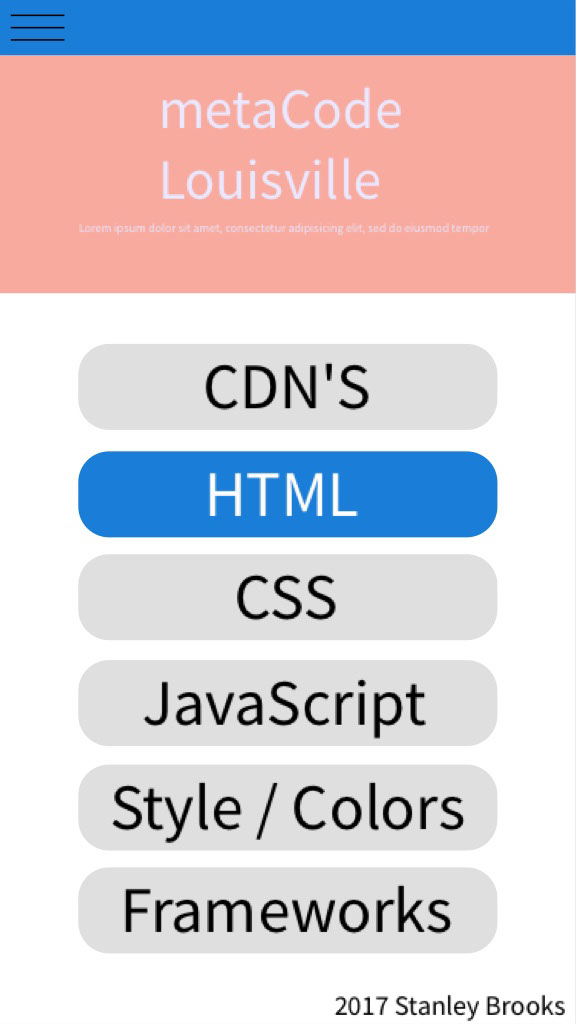 metaCode
Louisville
Lorem ipsum dolor sit amet, consectetur adipisicing elit, sed do eiusmod tempor
CDN'S
HTML
CSS
JavaScript
Style / Colors
Frameworks
2017 Stanley Brooks